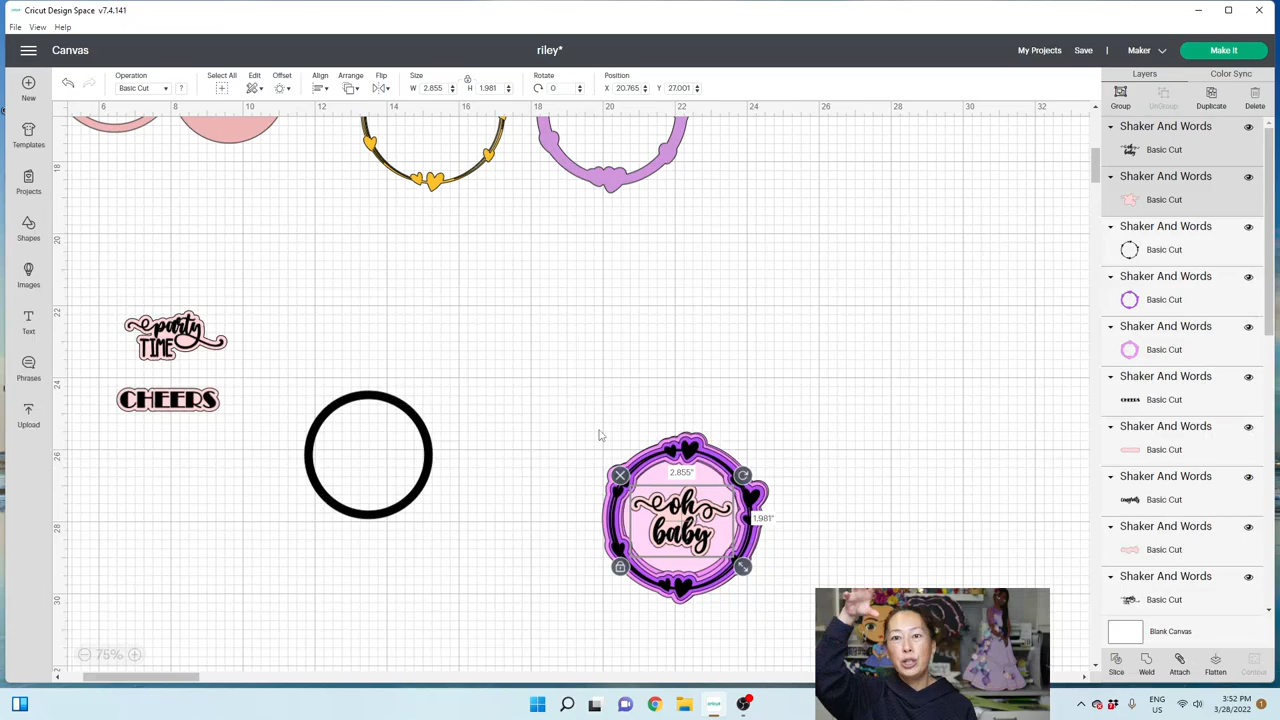 Cricut Design Space v7.4.141
File View Help
Canvas
riley*
My Projects Save | Maker Make It
Operation Select All Edit Offset Align Arrange Flip Size Rotate Position
Basic Cut ? W 2.855 H 1.981 0 X 20.765 Y 27.001
Layers Color Sync
Group UnGroup Duplicate Delete
New
Templates
Projects
Shapes
Images
Text
Phrases
Upload
6 8 10 12 14 16 18 20 22 24 26 28 30 32
18
20
22
24
26
28
30
party
TIME
CHEERS
2.855"
1.981"
oh
baby
75%
Shaker And Words
Basic Cut
Shaker And Words
Basic Cut
Shaker And Words
Basic Cut
Shaker And Words
Basic Cut
Shaker And Words
Basic Cut
Shaker And Words
CHEERS Basic Cut
Shaker And Words
Basic Cut
Shaker And Words
Basic Cut
Shaker And Words
Basic Cut
Blank Canvas
Slice Weld Attach Flatten Contour
cricut
ENG
US
3:52 PM
3/28/2022